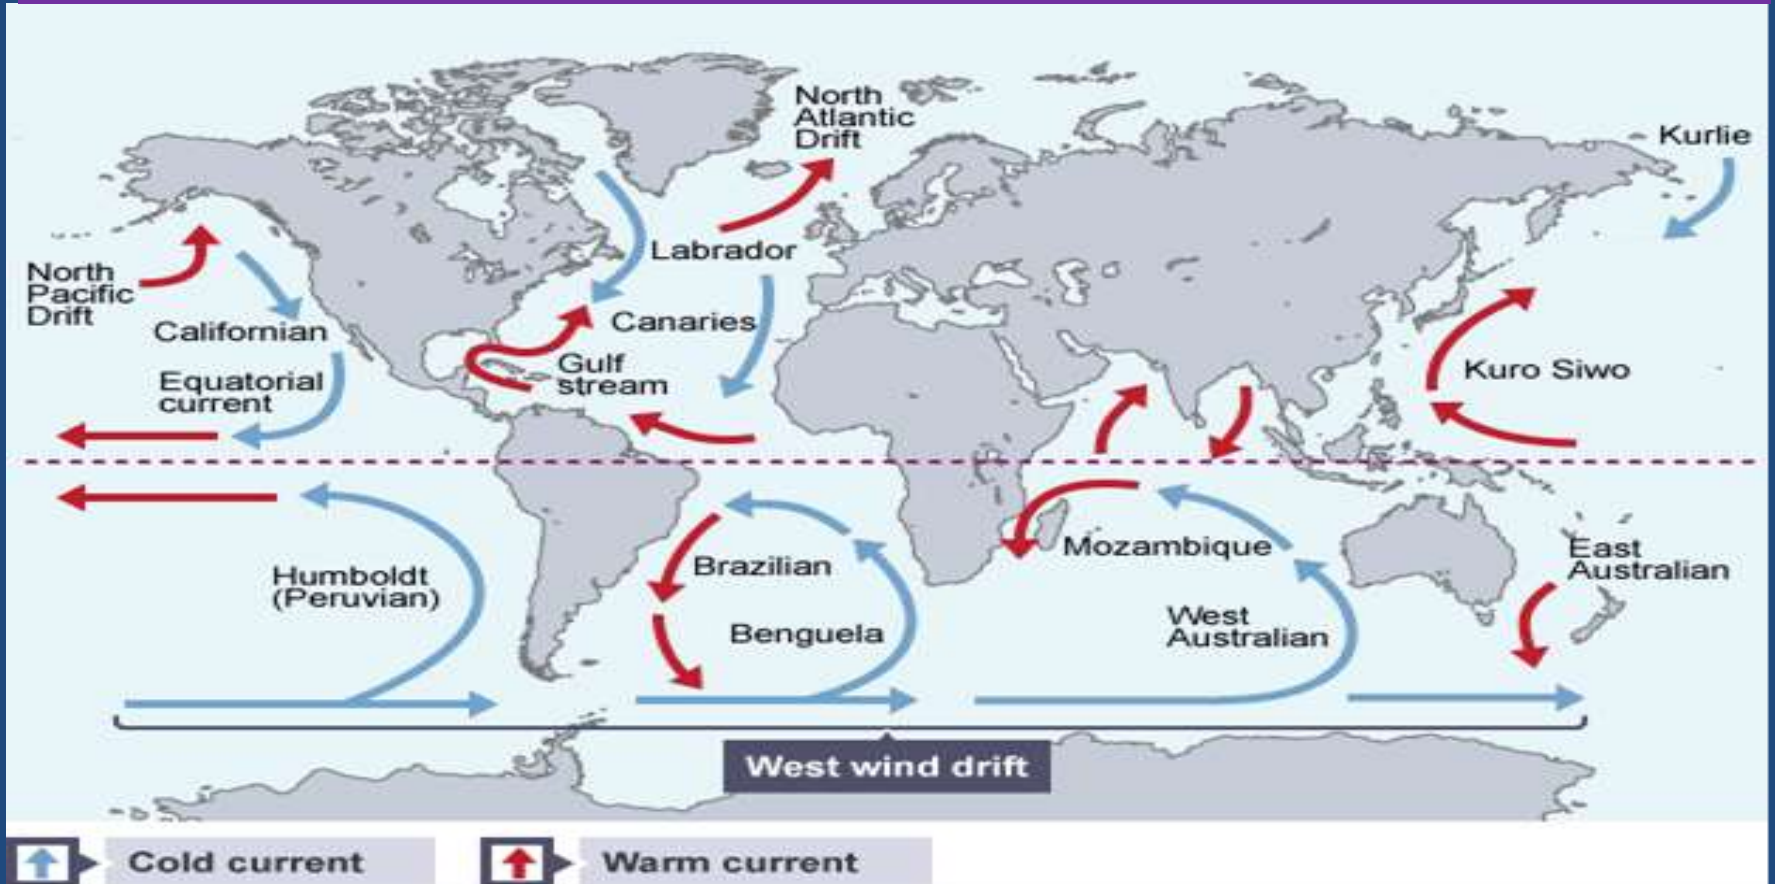 North
Atlantic
Drift
Kurlie
Labrador
North
Pacific
Drift
Californian
Canaries
Gulf
stream
Equatorial
current
Kuro Siwo
Humboldt
(Peruvian)
Brazilian
Benguela
Mozambique
West
Australian
East
Australian
West wind drift
Cold current
Warm current